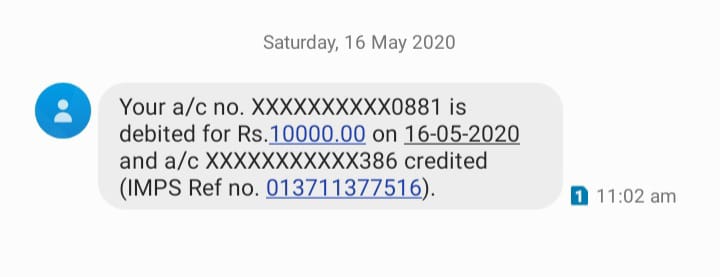 Saturday, 16 May 2020
Your a/c no. XXXXXXXXXX0881 is
debited for Rs.10000.00 on 16-05-2020
and a/c XXXXXXXXXXX386 credited
(IMPS Ref no. 013711377516).
1 11:02 am